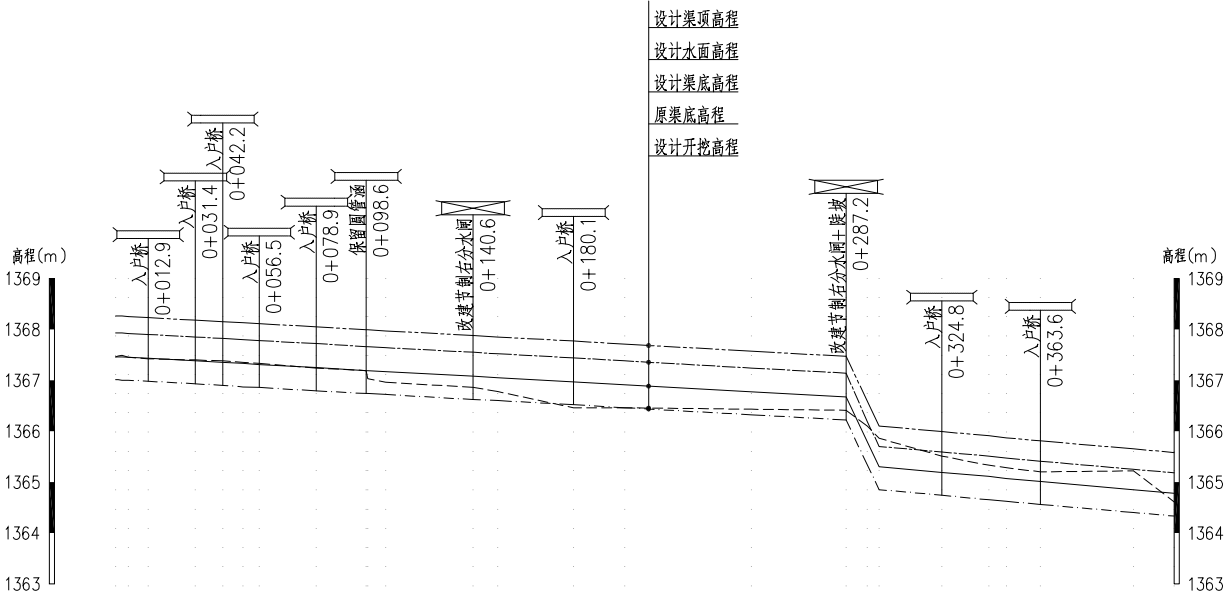 设计渠顶高程
设计水面高程
设计渠底高程
原渠底高程
设计开挖高程
入户桥
0+012.9
入户桥
0+031.4
入户桥
0+042.2
入户桥
0+056.5
入户桥
0+078.9
保留圆管涵
0+098.6
改建节制右分水闸
0+140.6
入户桥
0+180.1
改建节制右分水闸+陡坡
0+287.2
入户桥
0+324.8
入户桥
0+363.6
高程(m)
1369
1368
1367
1366
1365
1364
1363
高程(m)
1369
1368
1367
1366
1365
1364
1363